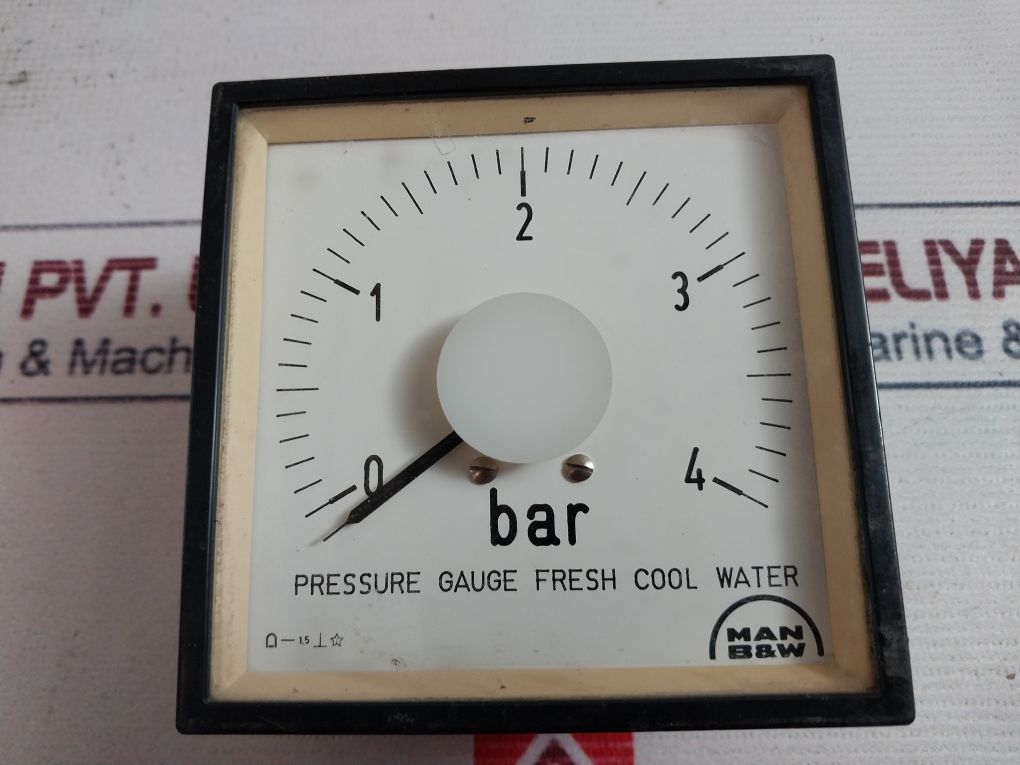 2
1
3
0
4
bar
PRESSURE GAUGE FRESH COOL WATER
1,5
MAN
B&W
PVT.
& Mach
ELIYA
arine &